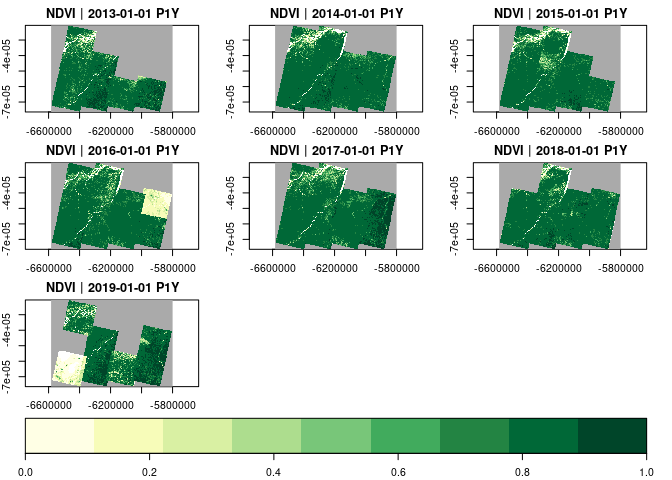 NDVI | 2013-01-01 P1Y
NDVI | 2014-01-01 P1Y
NDVI | 2015-01-01 P1Y
-7e+05 -4e+05
-7e+05 -4e+05
-7e+05 -4e+05
-6600000 -6200000 -5800000
-6600000 -6200000 -5800000
-6600000 -6200000 -5800000
NDVI | 2016-01-01 P1Y
NDVI | 2017-01-01 P1Y
NDVI | 2018-01-01 P1Y
-7e+05 -4e+05
-7e+05 -4e+05
-7e+05 -4e+05
-6600000 -6200000 -5800000
-6600000 -6200000 -5800000
-6600000 -6200000 -5800000
NDVI | 2019-01-01 P1Y
-7e+05 -4e+05
-6600000 -6200000 -5800000
0.0 0.2 0.4 0.6 0.8 1.0